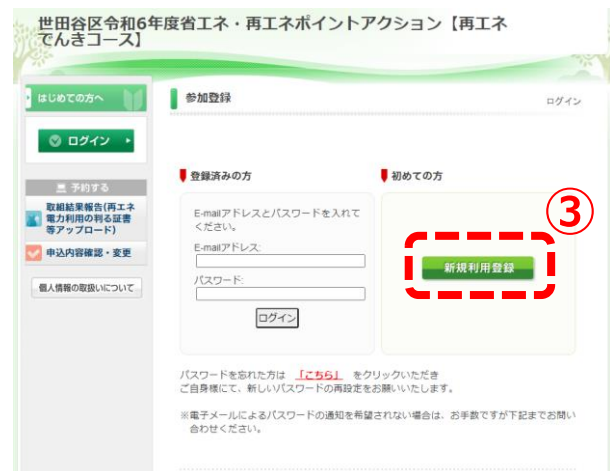 世田谷区令和6年度省エネ・再エネポイントアクション【再エネ
でんきコース】
はじめての方へ
ログイン
予約する
取組結果報告(再エネ
電力利用の判る証書
等アップロード)
申込内容確認・変更
個人情報の取扱いについて
参加登録
ログイン
登録済みの方
E-mailアドレスとパスワードを入れて
ください。
E-mailアドレス:
パスワード:
ログイン
初めての方
③
新規利用登録
パスワードを忘れた方は 「こちら」 をクリックいただき
ご自身様にて、新しいパスワードの再設定をお願いいたします。
※電子メールによるパスワードの通知を希望されない場合は、お手数ですが下記までお問い
合わせください。